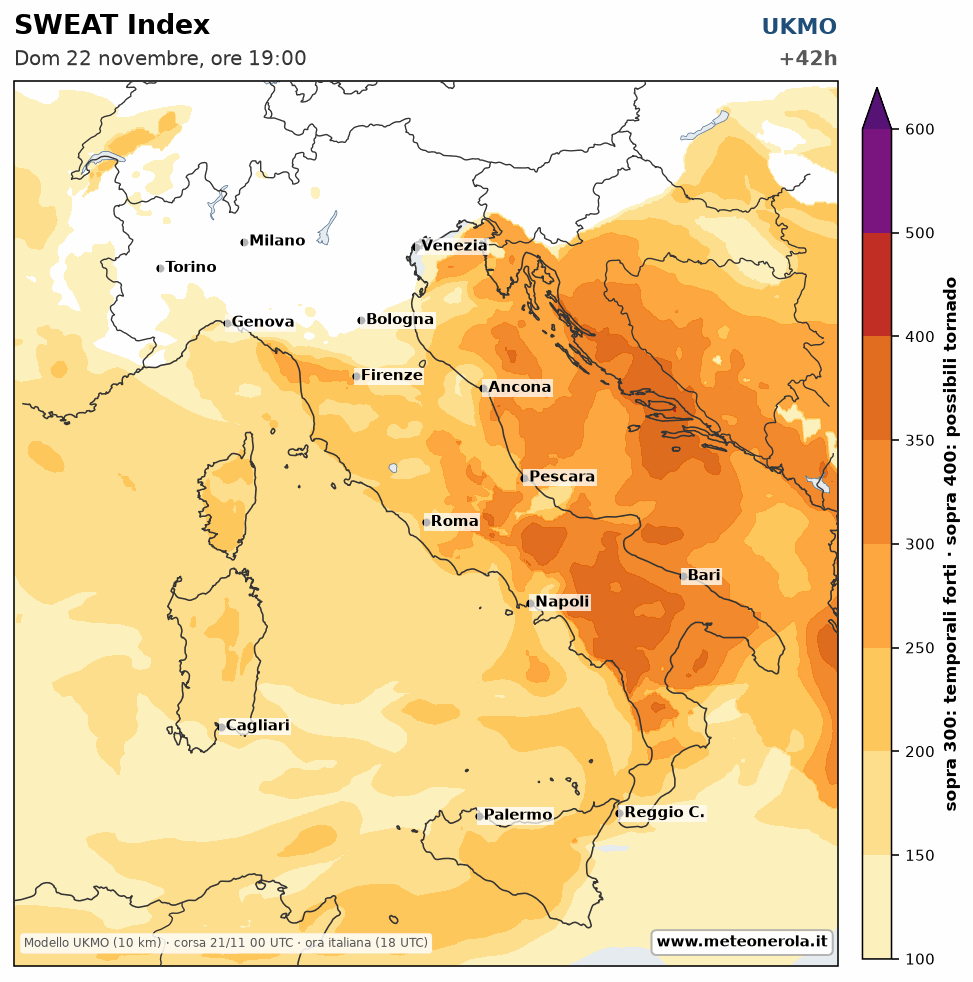 SWEAT Index
UKMO
Dom 22 novembre, ore 19:00
+42h
600
500
400
350
300
250
200
150
100
sopra 300: temporali forti · sopra 400: possibili tornado
Milano
Venezia
Torino
Genova
Bologna
Firenze
Ancona
Pescara
Roma
Bari
Napoli
Cagliari
Palermo
Reggio C.
Modello UKMO (10 km) · corsa 21/11 00 UTC · ora italiana (18 UTC)
www.meteonerola.it